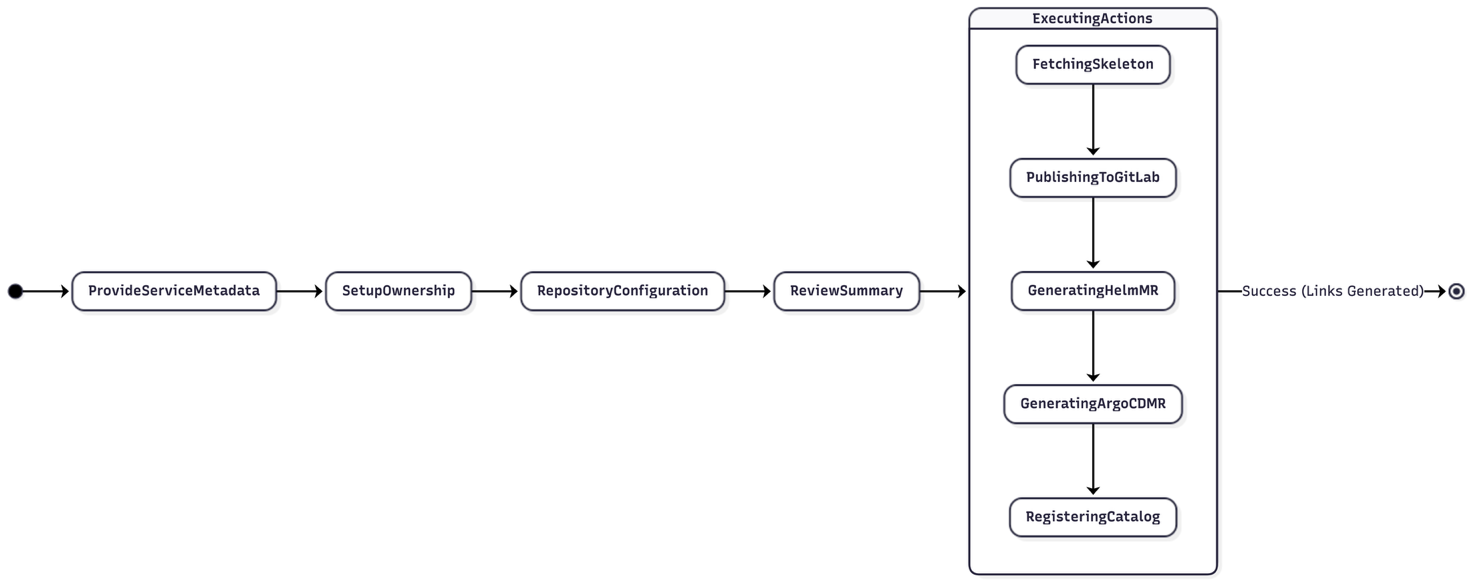 ExecutingActions
FetchingSkeleton
PublishingToGitLab
ProvideServiceMetadata
SetupOwnership
RepositoryConfiguration
ReviewSummary
GeneratingHelmMR
Success (Links Generated)
GeneratingArgoCDMR
RegisteringCatalog